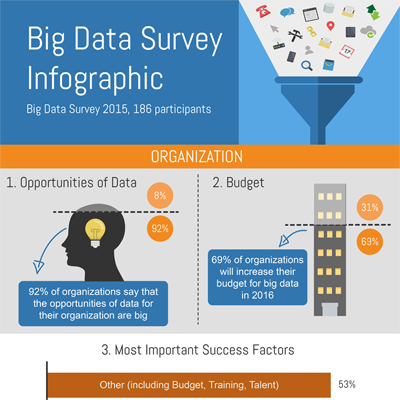 Big Data Survey
Infographic
Big Data Survey 2015, 186 participants
ORGANIZATION
1. Opportunities of Data
8%
92%
92% of organizations say that
the opportunities of data for
their organization are big
2. Budget
31%
69%
69% of organizations
will increase their
budget for big data
in 2016
3. Most Important Success Factors
Other (including Budget, Training, Talent)
53%